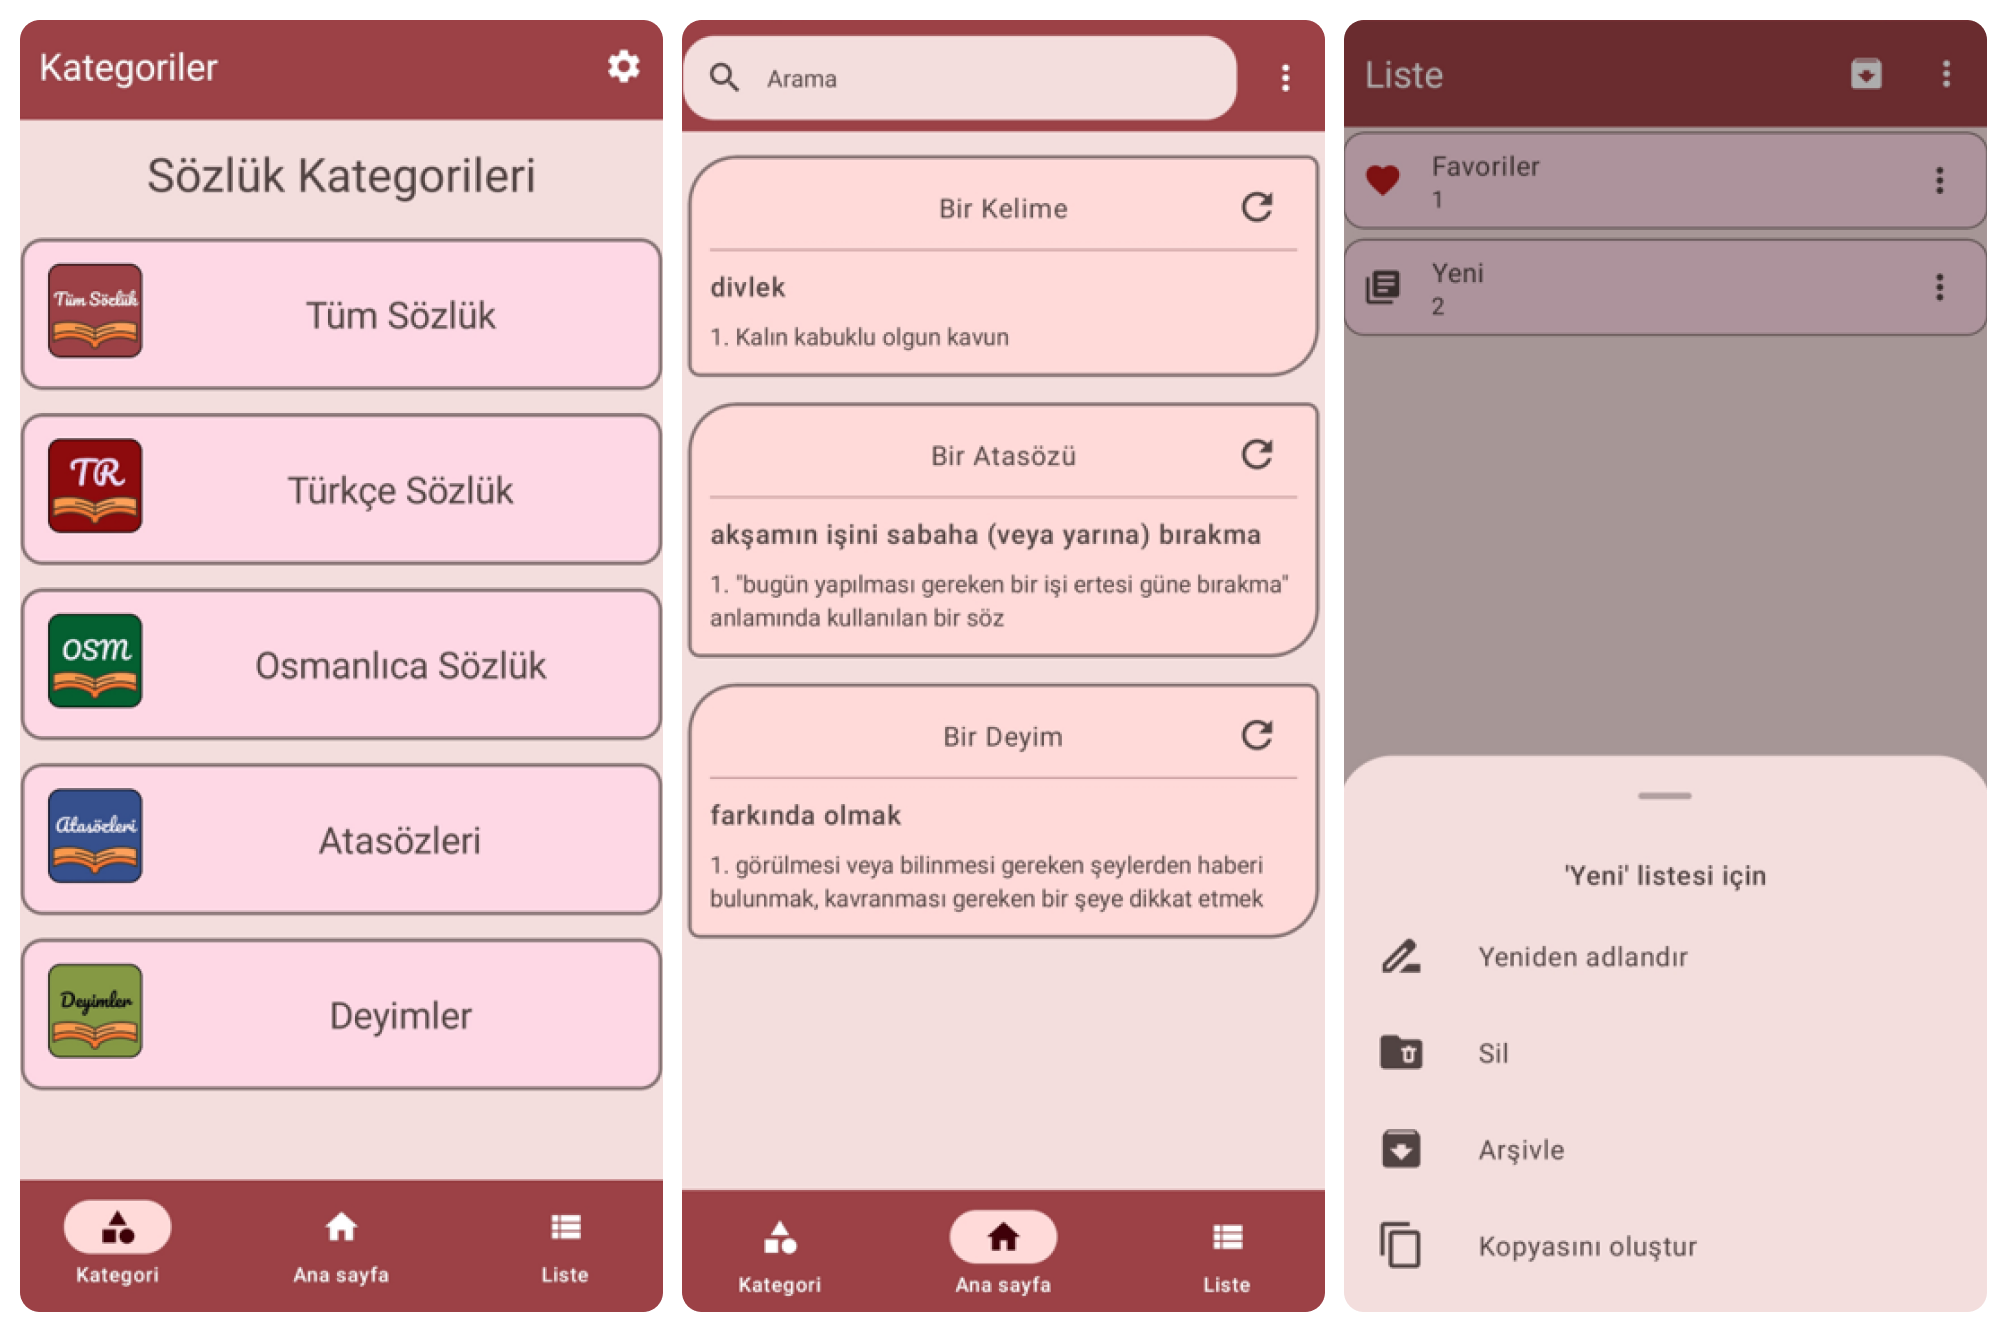 Kategoriler
Sözlük Kategorileri
Tüm Sözlük
Tüm Sözlük
TR
Türkçe Sözlük
OSM
Osmanlıca Sözlük
Atasözleri
Atasözleri
Deyimler
Deyimler
Kategori
Ana sayfa
Liste
Arama
Bir Kelime
divlek
1. Kalın kabuklu olgun kavun
Bir Atasözü
akşamın işini sabaha (veya yarına) bırakma
1. "bugün yapılması gereken bir işi ertesi güne bırakma"
anlamında kullanılan bir söz
Bir Deyim
farkında olmak
1. görülmesi veya bilinmesi gereken şeylerden haberi
bulunmak, kavranması gereken bir şeye dikkat etmek
Kategori
Ana sayfa
Liste
Liste
Favoriler
1
Yeni
2
'Yeni' listesi için
Yeniden adlandır
Sil
Arşivle
Kopyasını oluştur